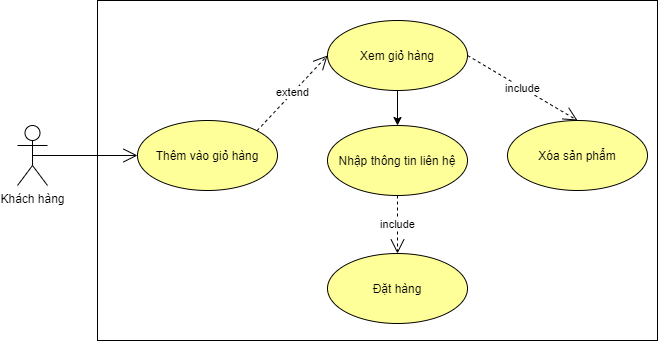 Xem giỏ hàng
extend
include
Thêm vào giỏ hàng
Nhập thông tin liên hệ
Xóa sản phẩm
Khách hàng
include
Đặt hàng